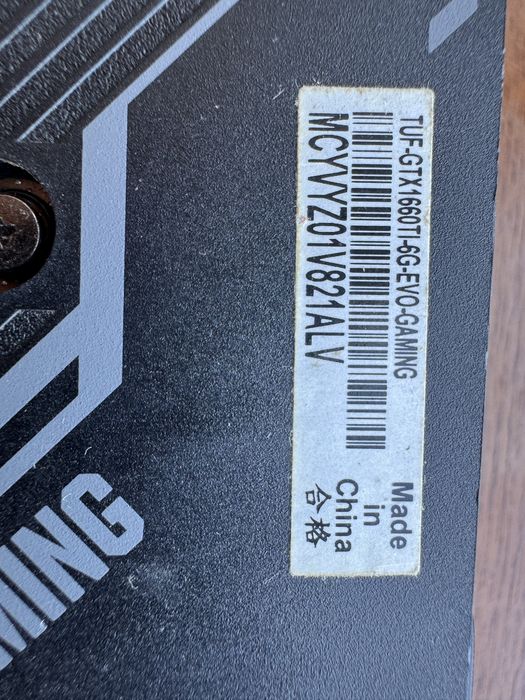 TUF-GTX1660TI-6G-EVO-GAMING
MCYVYZ01V821ALV
Made
in
China
合格
MING